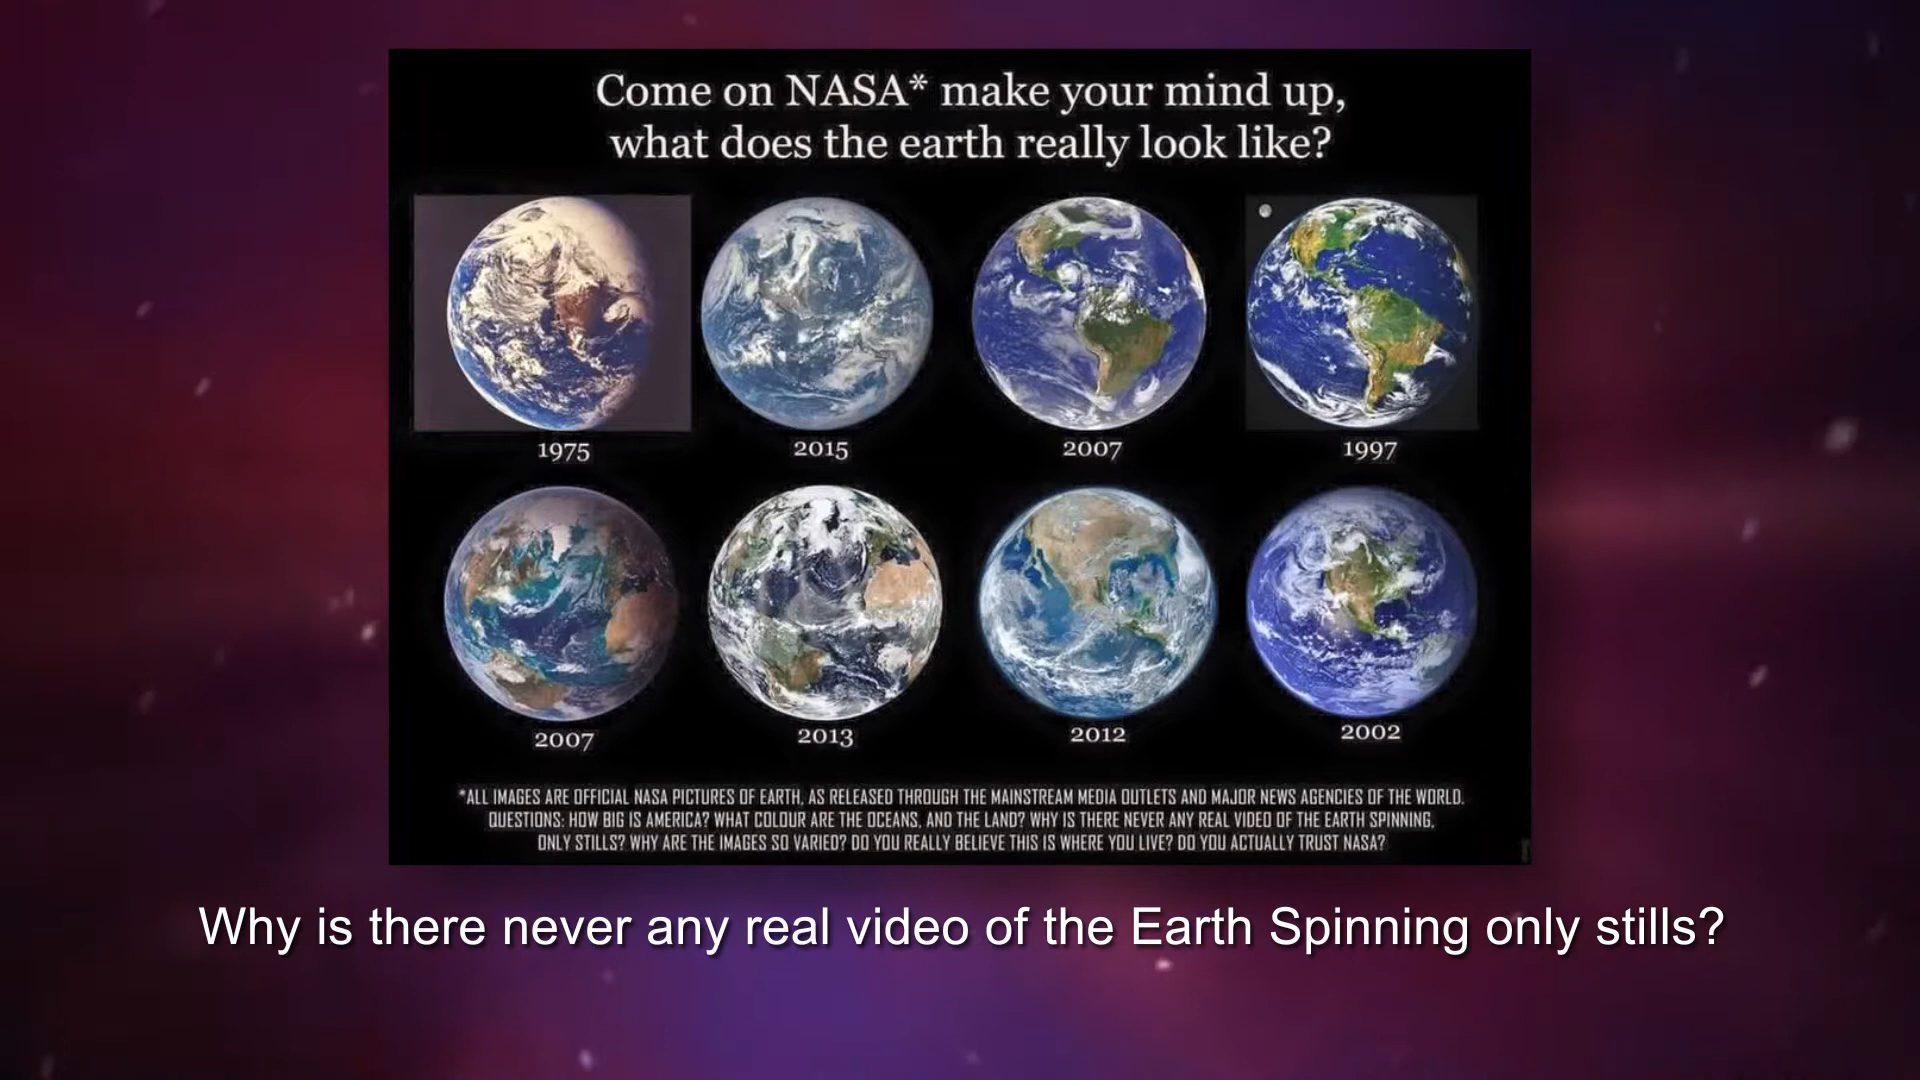 Come on NASA* make your mind up,
what does the earth really look like?
1975 2015 2007 1997
2007 2013 2012 2002
*ALL IMAGES ARE OFFICIAL NASA PICTURES OF EARTH, AS RELEASED THROUGH THE MAINSTREAM MEDIA OUTLETS AND MAJOR NEWS AGENCIES OF THE WORLD.
QUESTIONS: HOW BIG IS AMERICA? WHAT COLOUR ARE THE OCEANS, AND THE LAND? WHY IS THERE NEVER ANY REAL VIDEO OF THE EARTH SPINNING,
ONLY STILLS? WHY ARE THE IMAGES SO VARIED? DO YOU REALLY BELIEVE THIS IS WHERE YOU LIVE? DO YOU ACTUALLY TRUST NASA?
Why is there never any real video of the Earth Spinning only stills?